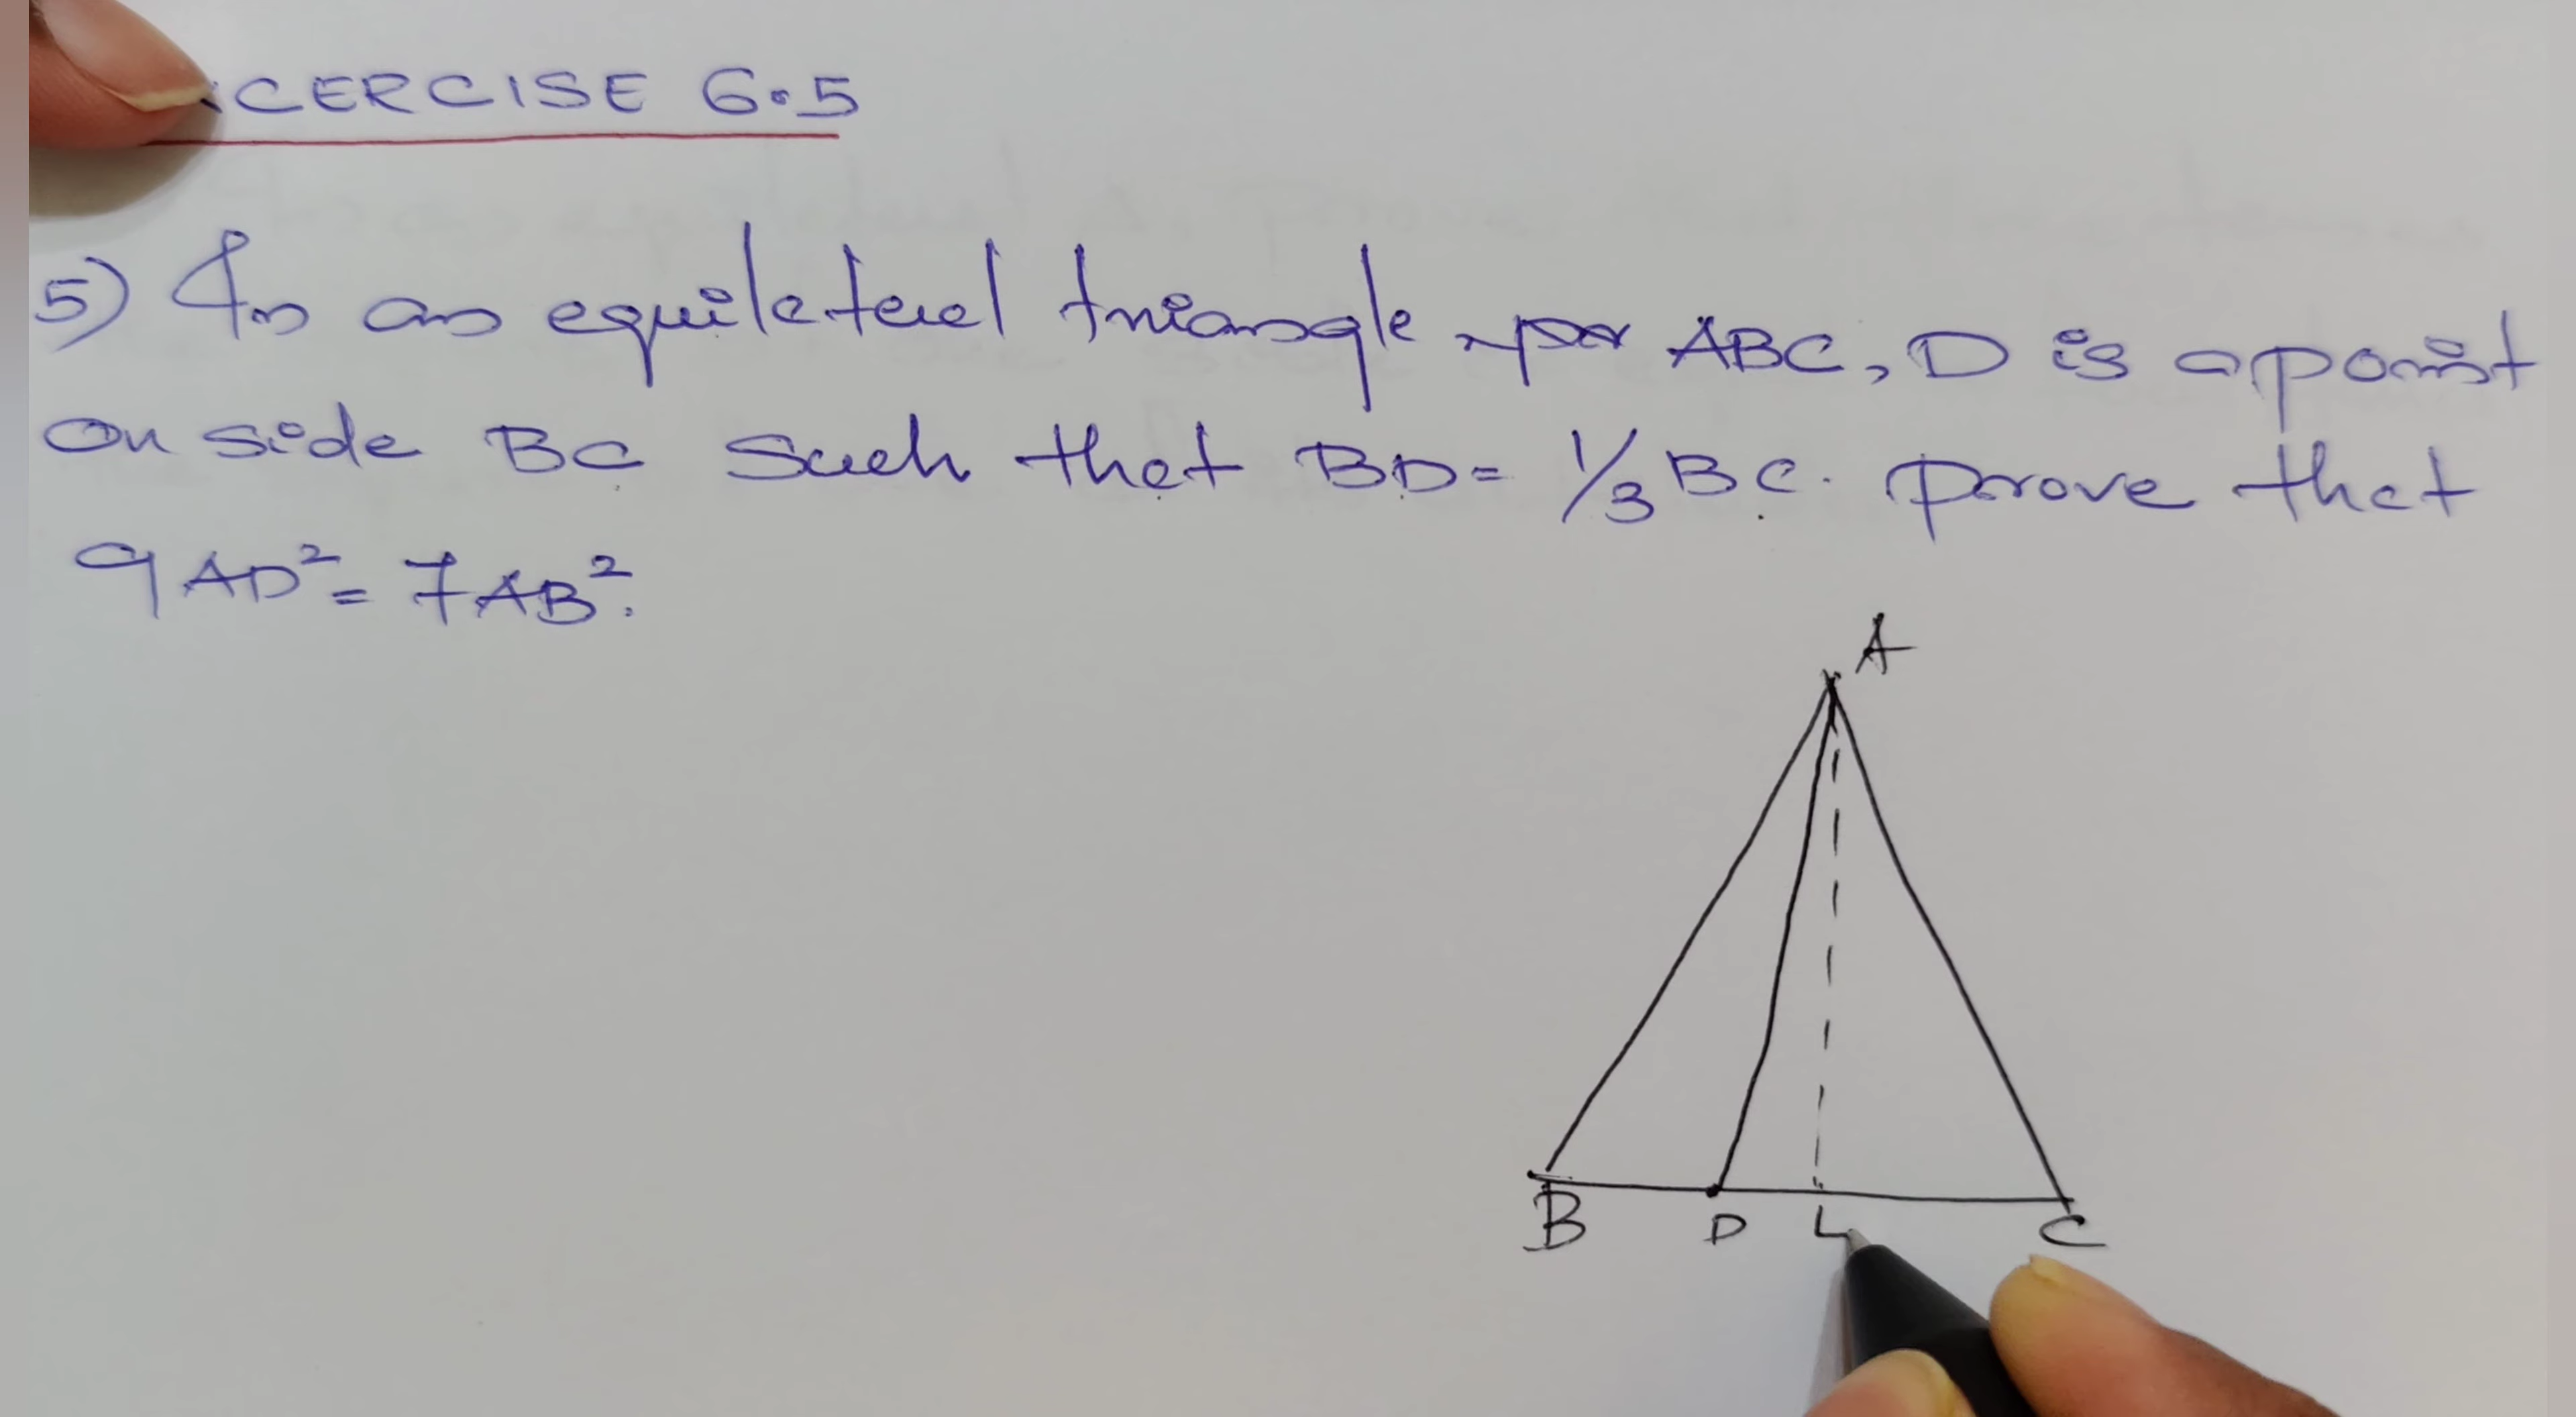 XCERCISE 6.5
5) In an equilateral triangle ABC, D is a point
on side BC such that BD = 1/3 BC. Prove that
9AD² = 7AB².
A
B D L C